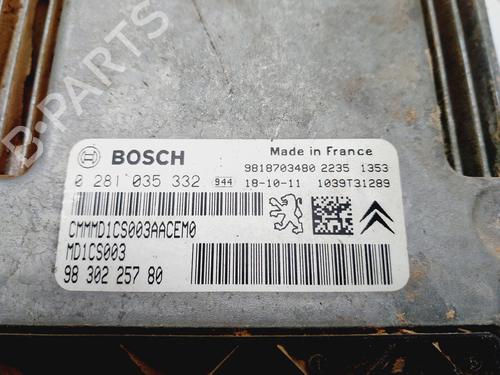 BOSCH
Made in France
9818703480 2235 1353
0 281 035 332 944 18-10-11 1039T31289
CMMMD1CS003AACEM0
MD1CS003
98 302 257 80
B-PARTS